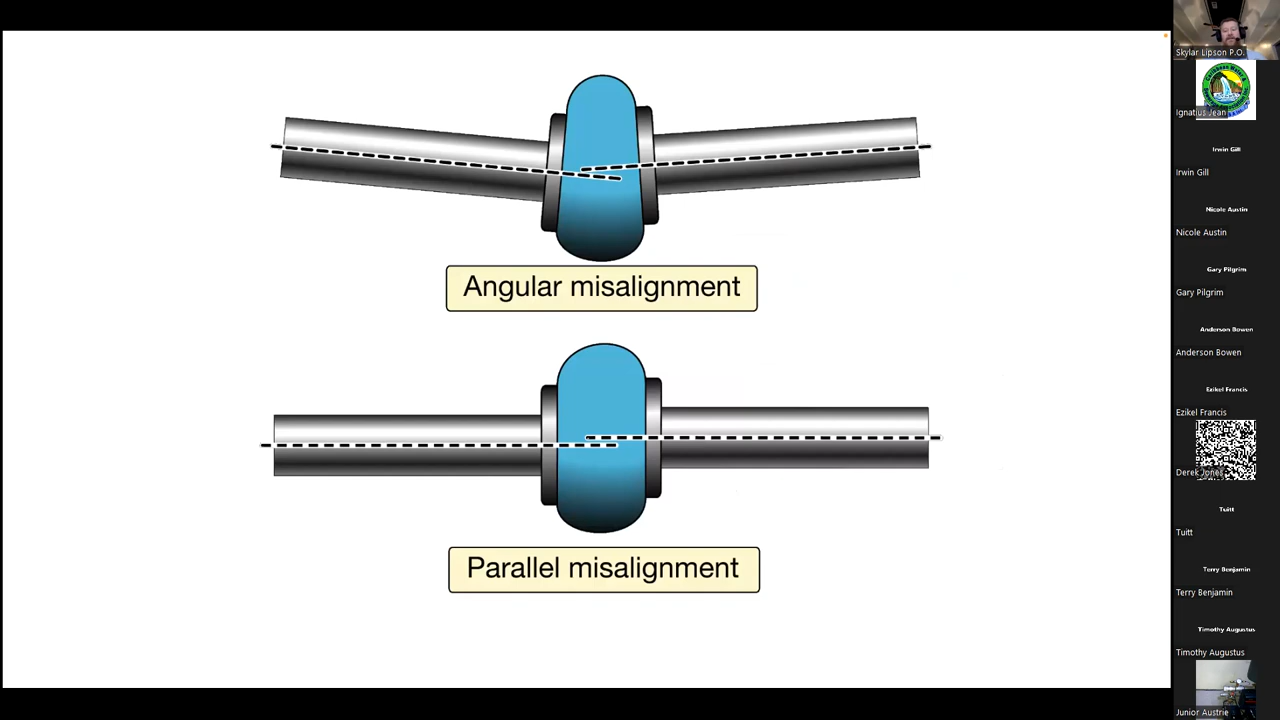 Angular misalignment
Parallel misalignment
Skylar Lipson P.O.
Ignatius Jean
Irwin Gill
Irwin Gill
Nicole Austin
Nicole Austin
Gary Pilgrim
Gary Pilgrim
Anderson Bowen
Anderson Bowen
Ezikel Francis
Ezikel Francis
Derek Jones
Tuitt
Tuitt
Terry Benjamin
Terry Benjamin
Timothy Augustus
Timothy Augustus
Junior Austrie